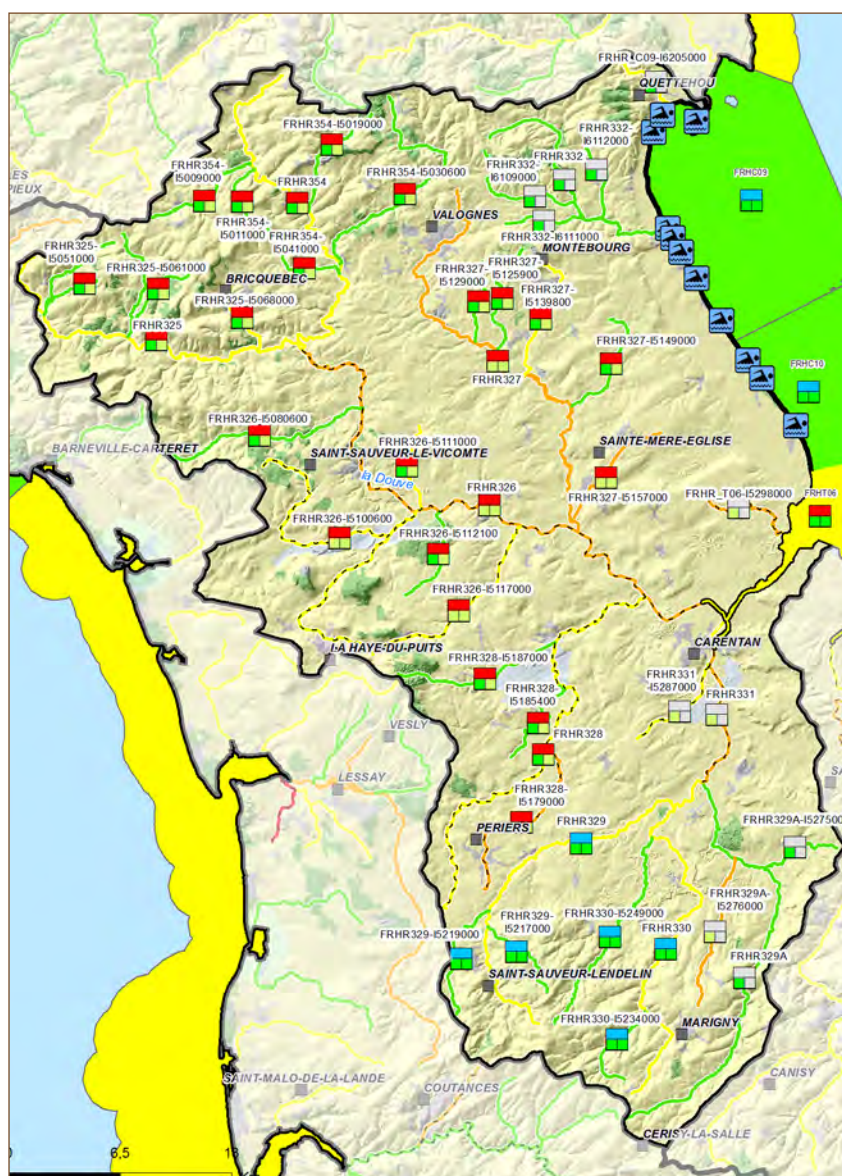 FRHR_C09-I6205000
QUETTEHOU
FRHR354-I5019000
FRHR332-
I6112000
FRHR332
FRHR332-
I6109000
FRHR354-
I5009000
FRHR354-I5030600
FRHR354
FRHC09
FRHR354-
I5011000
VALOGNES
FRHR332-I6111000
FRHR354-
I5041000
MONTEBOURG
FRHR325-
I5051000
FRHR325-I5061000
BRICQUEBEC
FRHR327-
I5125900
FRHR327-
I5129000
FRHR327-
I5139800
FRHR325-I5068000
FRHR325
FRHR327-I5149000
FRHR327
FRHC10
FRHR326-I5080600
FRHR326-I5111000
BARNEVILLE-CARTERET
SAINT-SAUVEUR-LE-VICOMTE
SAINTE-MERE-EGLISE
la Douve
FRHR326
FRHR327-I5157000
FRHR_T06-I5298000
FRHT06
FRHR326-I5100600
FRHR326-I5112100
FRHR326-I5117000
LA HAYE-DU-PUITS
CARENTAN
FRHR328-I5187000
FRHR331
-I5287000
FRHR331
FRHR328-
I5185400
VESLY
FRHR328
LESSAY
FRHR328-
I5179000
PERIERS
FRHR329
FRHR329A-I527500
FRHR329A-
I5276000
FRHR329-I5219000
FRHR329-
I5217000
FRHR330-I5249000
FRHR330
FRHR329A
SAINT-SAUVEUR-LENDELIN
FRHR330-I5234000
MARIGNY
SAINT-MALO-DE-LA-LANDE
COUTANCES
CANISY
CERISY-LA-SALLE
6,5